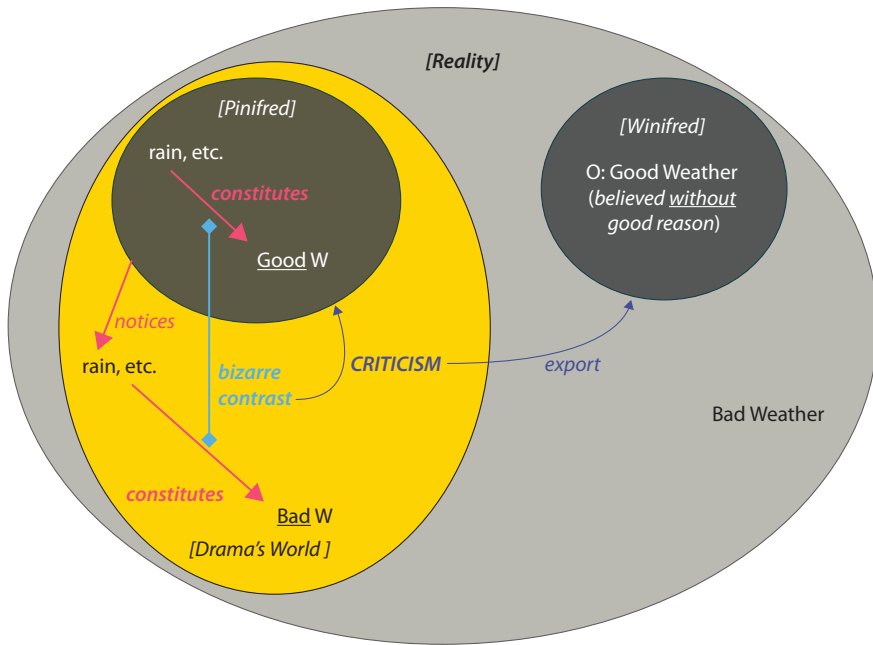 [Reality]
[Pinifred]
rain, etc.
constitutes
Good W
notices
rain, etc.
bizarre
contrast
CRITICISM
export
constitutes
Bad W
[Drama's World ]
[Winifred]
O: Good Weather
(believed without
good reason)
Bad Weather